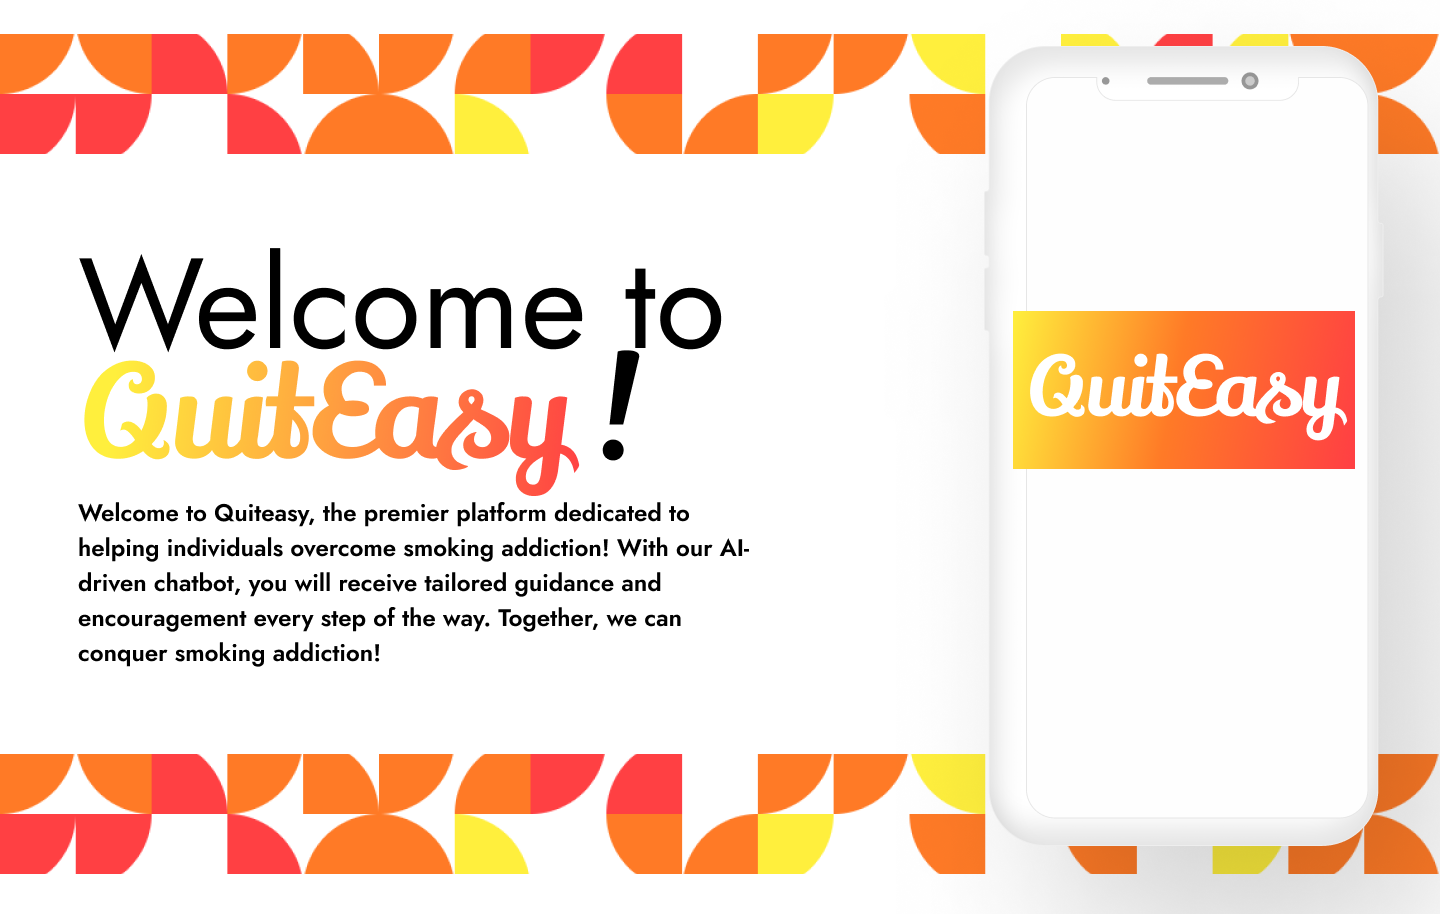 Welcome to
QuitEasy!
Welcome to Quiteasy, the premier platform dedicated to
helping individuals overcome smoking addiction! With our AI-
driven chatbot, you will receive tailored guidance and
encouragement every step of the way. Together, we can
conquer smoking addiction!
QuitEasy